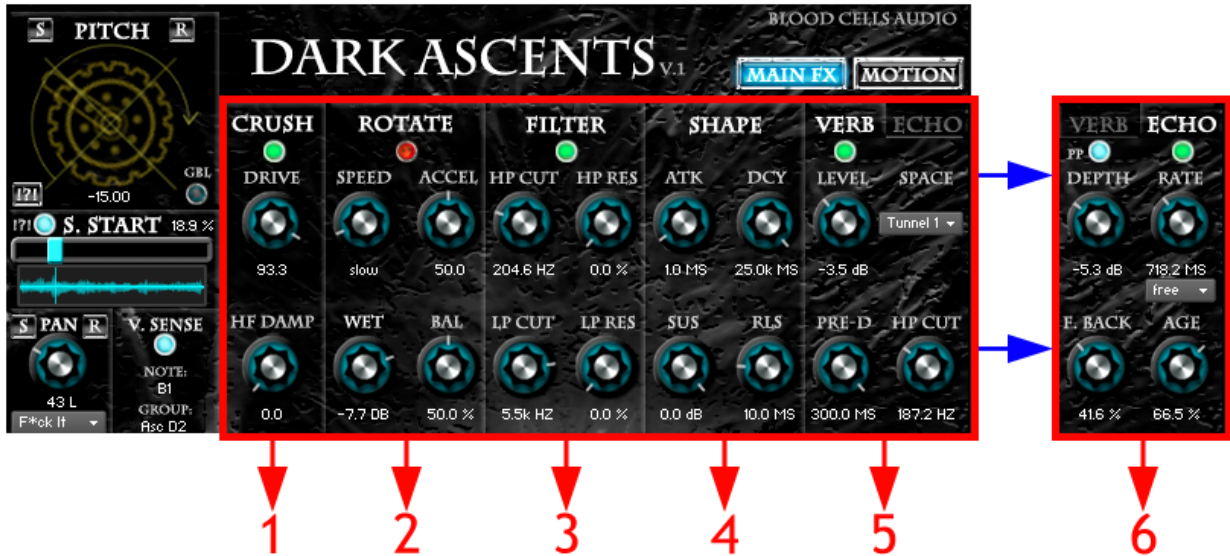 S PITCH R
BLOOD CELLS AUDIO
DARK ASCENTS V.1
MAIN FX MOTION
GBL
!?!
-15.00
!?! S. START 18.9 %
S PAN R
V. SENSE
43 L
NOTE:
B1
F*ck It
GROUP:
Asc D2
CRUSH
DRIVE
93.3
HF DAMP
0.0
ROTATE
SPEED ACCEL
slow 50.0
WET BAL
-7.7 DB 50.0 %
FILTER
HP CUT HP RES
204.6 HZ 0.0 %
LP CUT LP RES
5.5k HZ 0.0 %
SHAPE
ATK DCY
1.0 MS 25.0k MS
SUS RLS
0.0 dB 10.0 MS
VERB ECHO
LEVEL SPACE
Tunnel 1
-3.5 dB
PRE-D HP CUT
300.0 MS 187.2 HZ
VERB ECHO
PP
DEPTH RATE
-5.3 dB 718.2 MS
free
F. BACK AGE
41.6 % 66.5 %
1 2 3 4 5 6